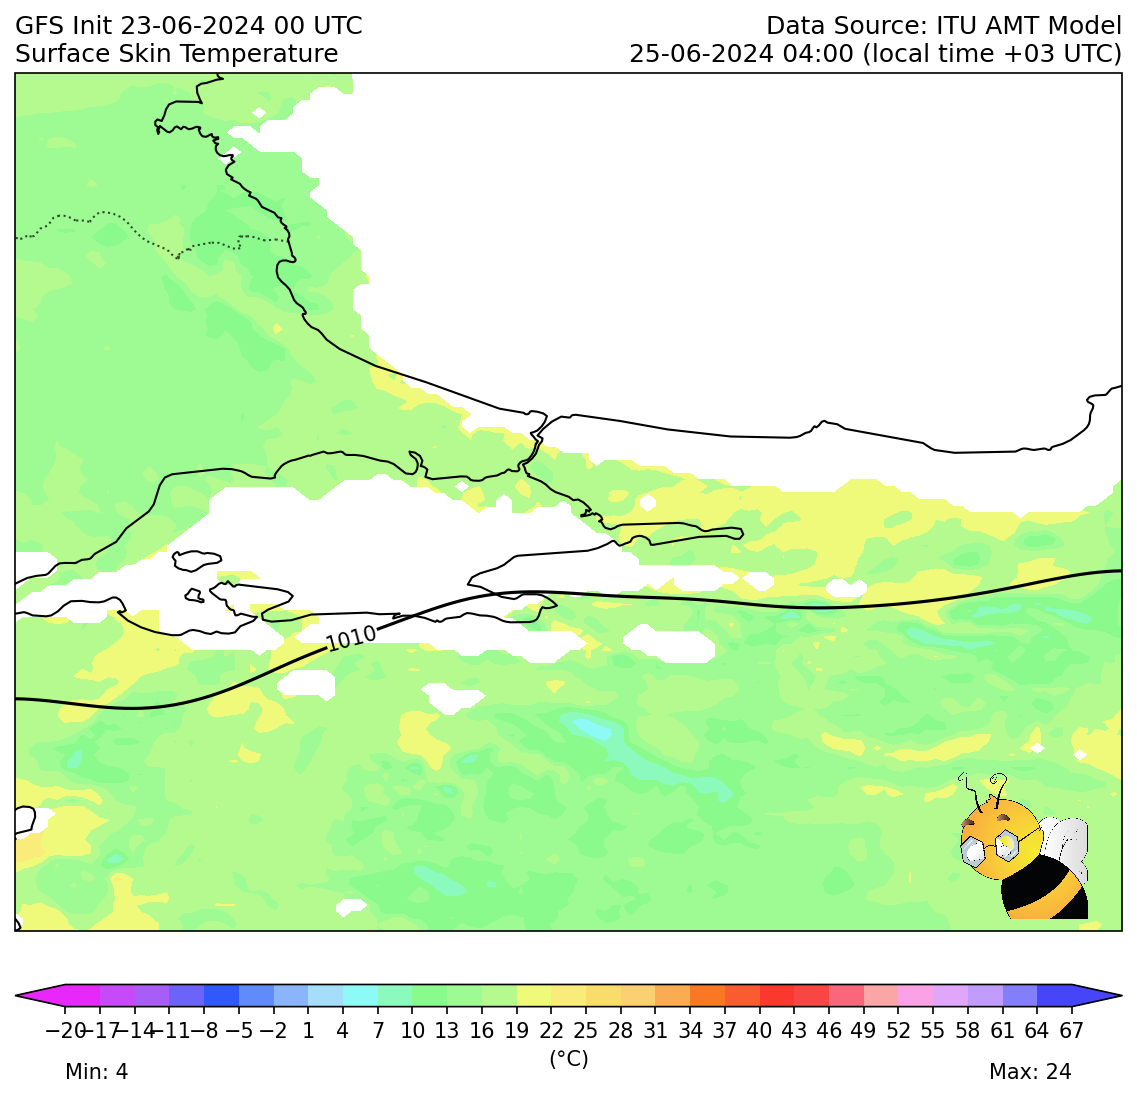 GFS Init 23-06-2024 00 UTC
Data Source: ITU AMT Model
Surface Skin Temperature
25-06-2024 04:00 (local time +03 UTC)
1010
−20 −17 −14 −11 −8 −5 −2 1 4 7 10 13 16 19 22 25 28 31 34 37 40 43 46 49 52 55 58 61 64 67
(°C)
Min: 4
Max: 24